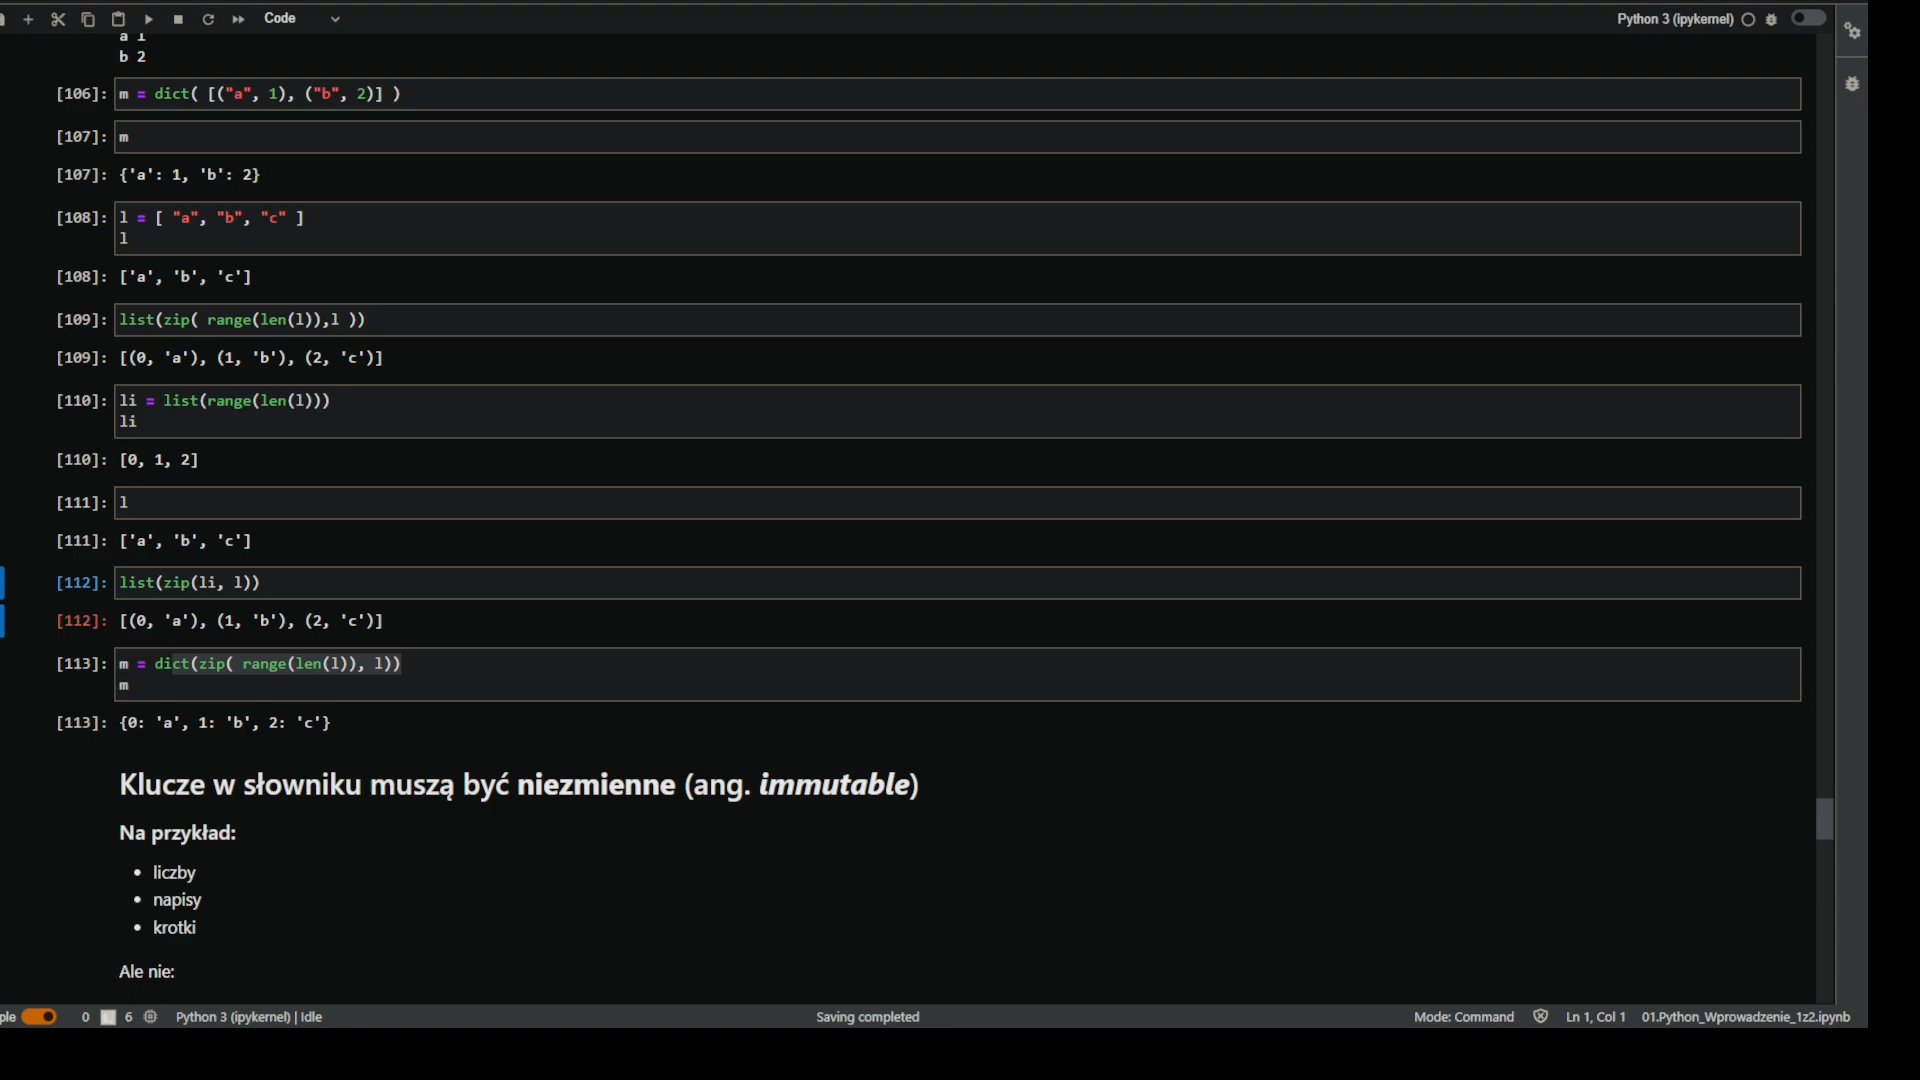 Code
Python 3 (ipykernel)
a 1
b 2
[106]: m = dict( [("a", 1), ("b", 2)] )
[107]: m
[107]: {'a': 1, 'b': 2}
[108]: l = [ "a", "b", "c" ]
l
[108]: ['a', 'b', 'c']
[109]: list(zip( range(len(l)),l ))
[109]: [(0, 'a'), (1, 'b'), (2, 'c')]
[110]: li = list(range(len(l)))
li
[110]: [0, 1, 2]
[111]: l
[111]: ['a', 'b', 'c']
[112]: list(zip(li, l))
[112]: [(0, 'a'), (1, 'b'), (2, 'c')]
[113]: m = dict(zip( range(len(l)), l))
m
[113]: {0: 'a', 1: 'b', 2: 'c'}
Klucze w słowniku muszą być niezmienne (ang. immutable)
Na przykład:
• liczby
• napisy
• krotki
Ale nie:
ple 0 6 Python 3 (ipykernel) | Idle Saving completed Mode: Command Ln 1, Col 1 01.Python_Wprowadzenie_1z2.ipynb